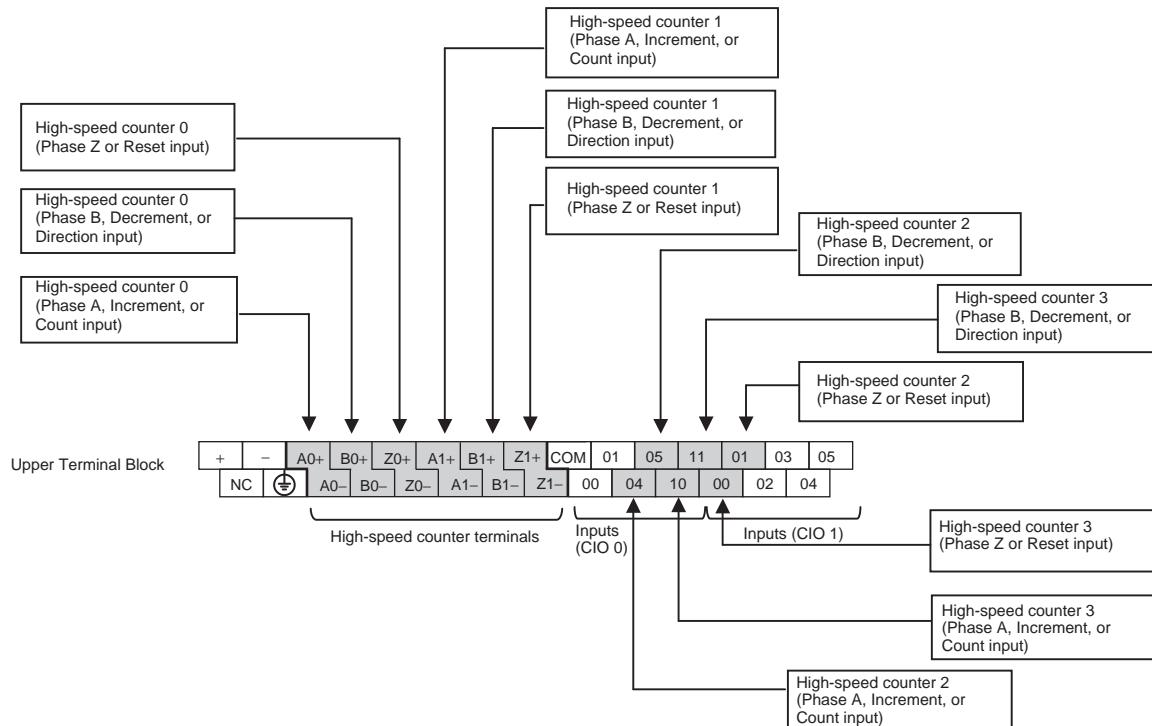 High-speed counter 1
(Phase A, Increment, or
Count input)
High-speed counter 0
(Phase Z or Reset input)
High-speed counter 1
(Phase B, Decrement, or
Direction input)
High-speed counter 0
(Phase B, Decrement, or
Direction input)
High-speed counter 1
(Phase Z or Reset input)
High-speed counter 2
(Phase B, Decrement, or
Direction input)
High-speed counter 0
(Phase A, Increment, or
Count input)
High-speed counter 3
(Phase B, Decrement, or
Direction input)
High-speed counter 2
(Phase Z or Reset input)
Upper Terminal Block
+ − A0+ B0+ Z0+ A1+ B1+ Z1+ COM 01 05 11 01 03 05
NC A0− B0− Z0− A1− B1− Z1− 00 04 10 00 02 04
High-speed counter terminals
Inputs
(CIO 0)
Inputs (CIO 1)
High-speed counter 3
(Phase Z or Reset input)
High-speed counter 3
(Phase A, Increment, or
Count input)
High-speed counter 2
(Phase A, Increment, or
Count input)